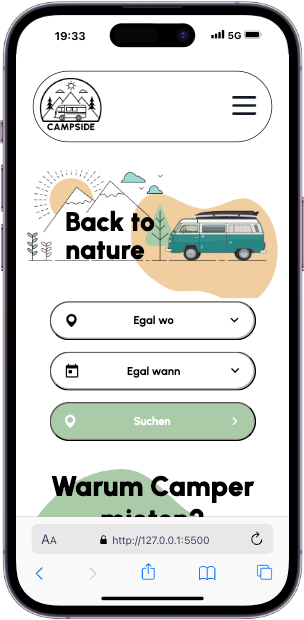 19:33
5G
CAMPSIDE
Back to
nature
Egal wo
Egal wann
Suchen
Warum Camper
mieten?
AA
http://127.0.0.1:5500